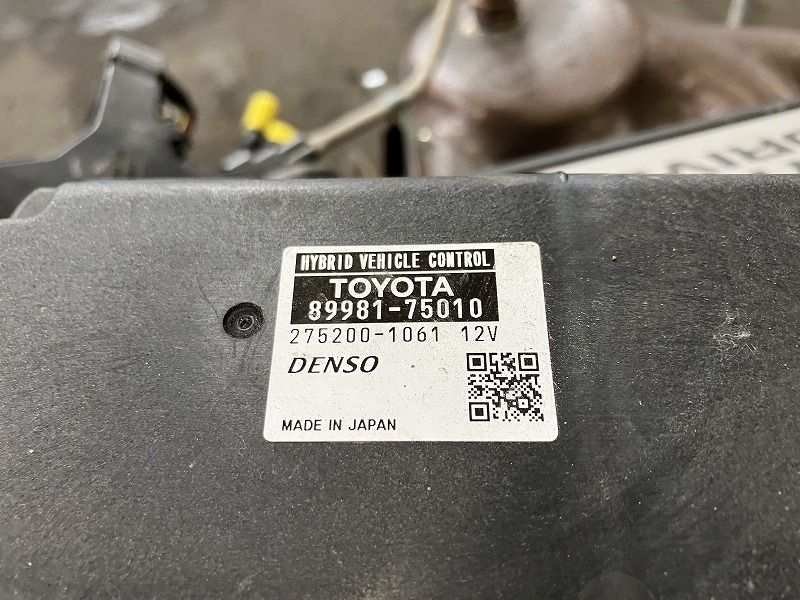 HYBRID VEHICLE CONTROL
TOYOTA
89981-75010
275200-1061 12V
DENSO
MADE IN JAPAN